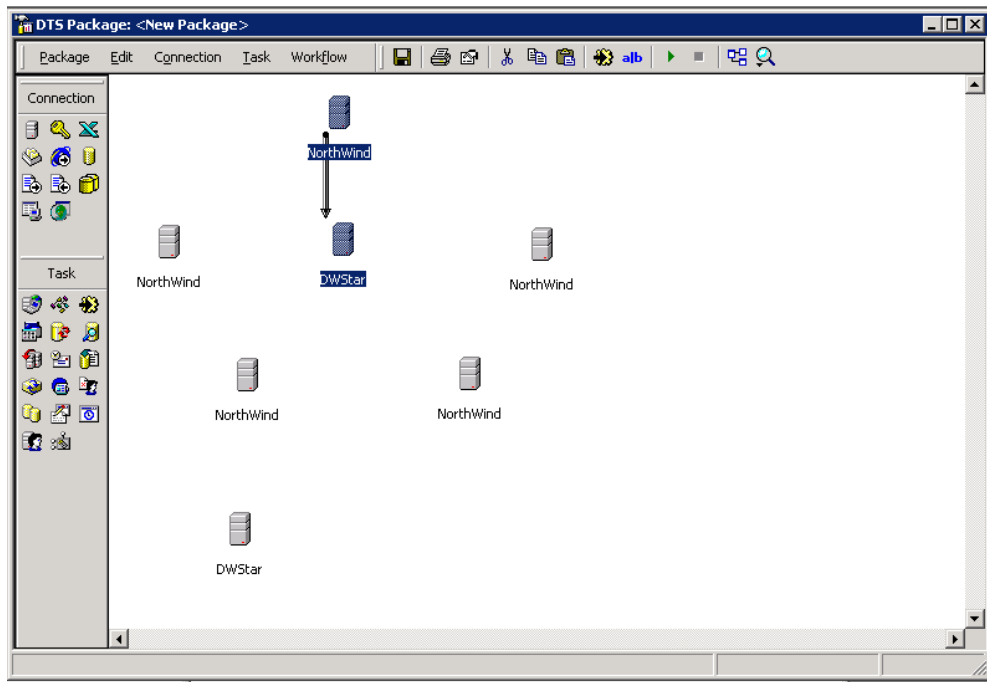 DTS Package: <New Package>
Package Edit Connection Task Workflow a|b
Connection
NorthWind
NorthWind
DWStar
NorthWind
Task
NorthWind
NorthWind
DWStar